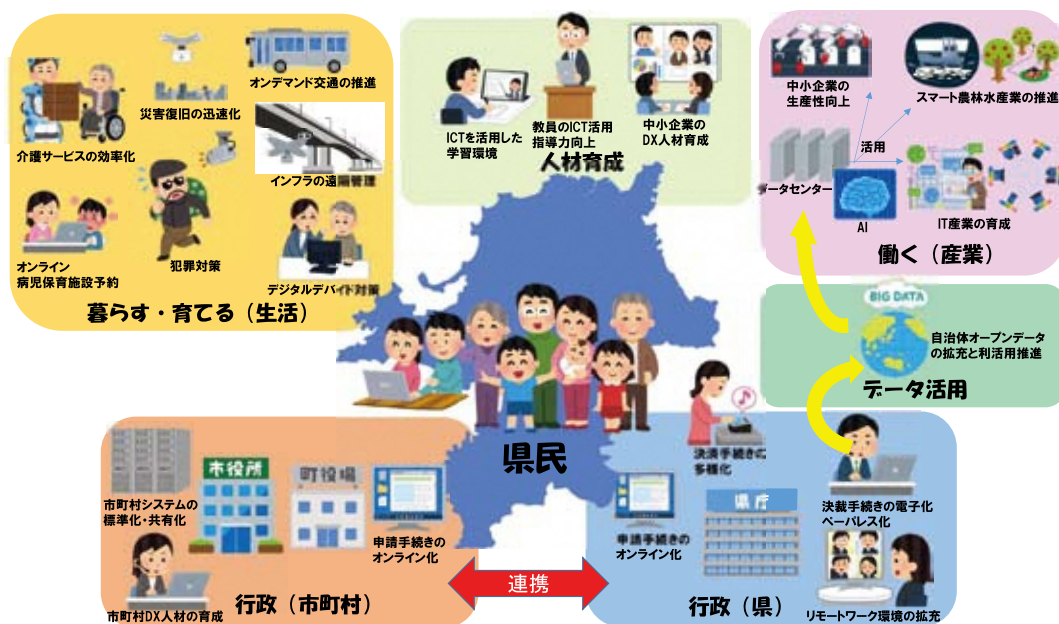 オンデマンド交通の推進
災害復旧の迅速化
介護サービスの効率化
インフラの遠隔管理
オンライン
病児保育施設予約
犯罪対策
デジタルデバイド対策
暮らす・育てる（生活）
ICTを活用した
学習環境
教員のICT活用
指導力向上
中小企業の
DX人材育成
人材育成
中小企業の
生産性向上
スマート農林水産業の推進
活用
データセンター
AI
IT産業の育成
働く（産業）
BIG DATA
自治体オープンデータ
の拡充と利活用推進
データ活用
県民
市町村システムの
標準化・共有化
市役所
町役場
申請手続きの
オンライン化
市町村DX人材の育成
行政（市町村）
連携
決済手続きの
多様化
申請手続きの
オンライン化
県庁
決裁手続きの電子化
ペーパレス化
リモートワーク環境の拡充
行政（県）